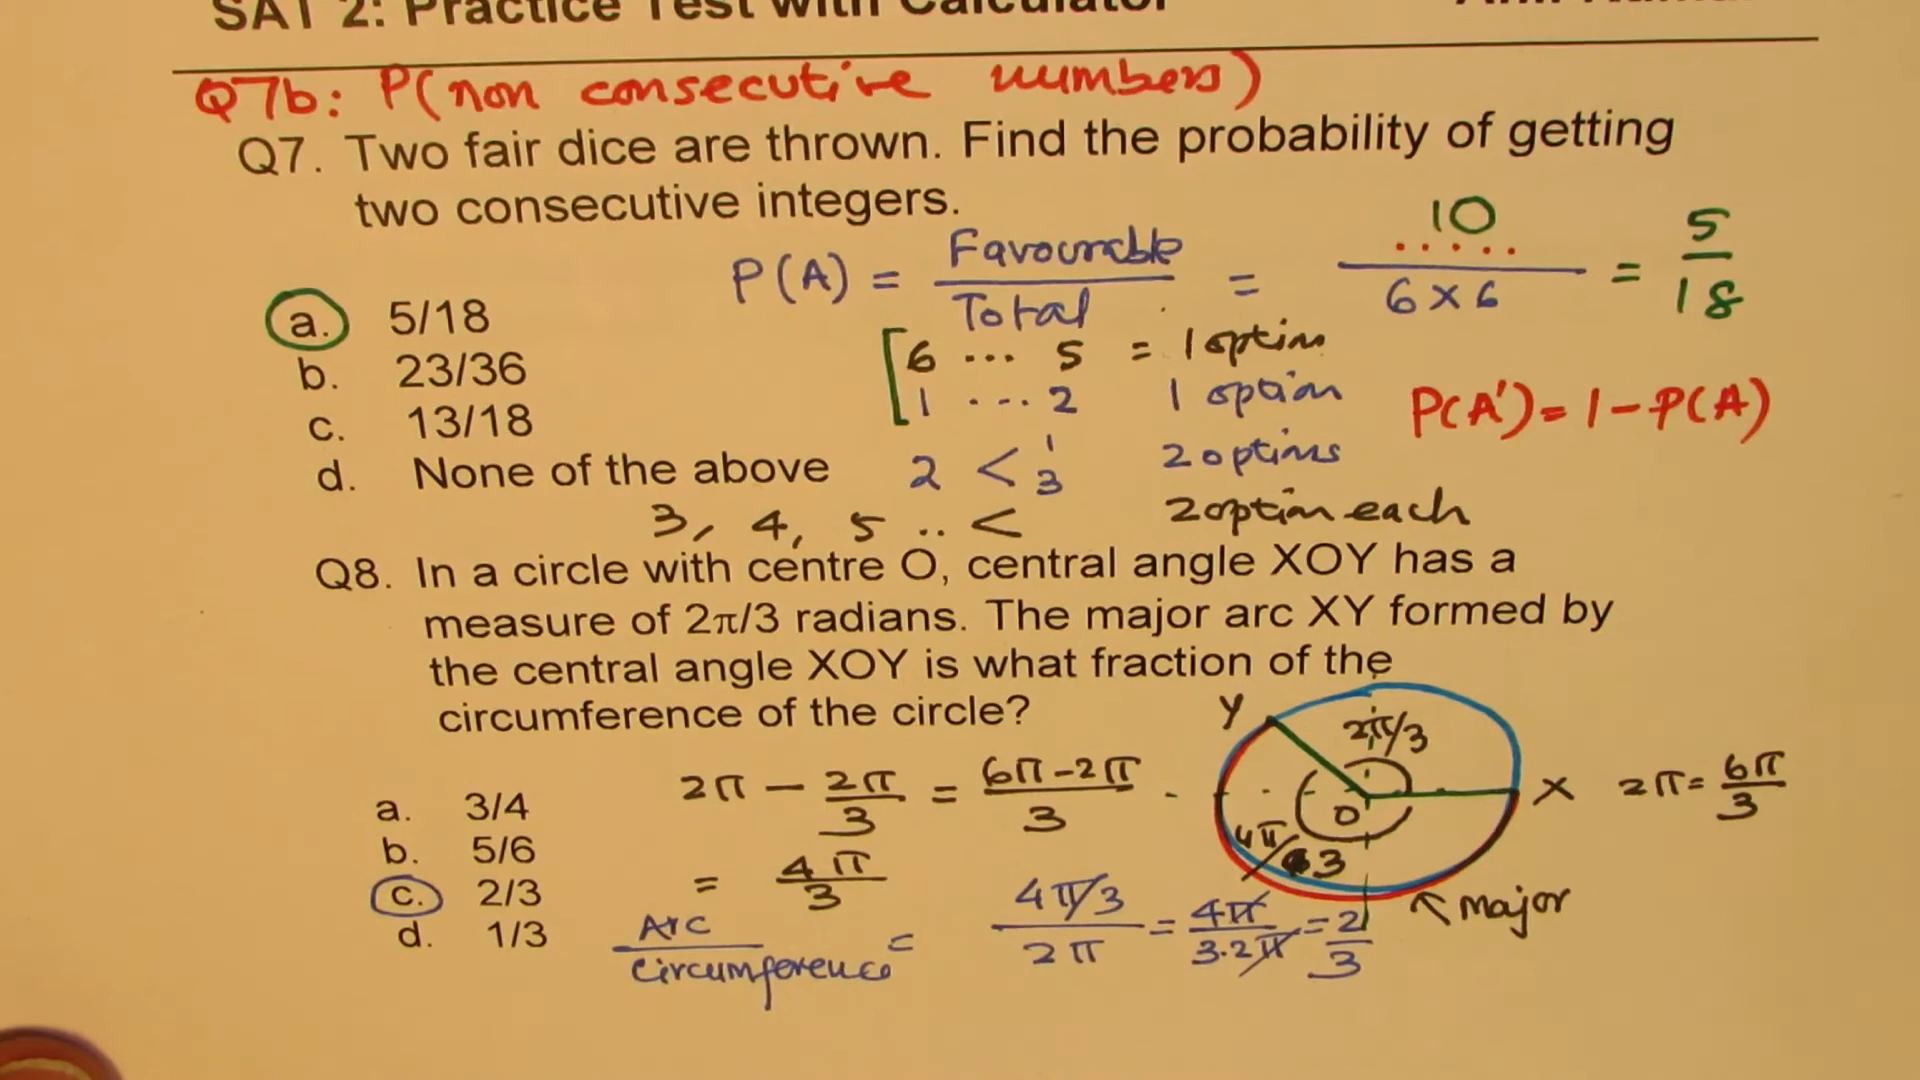 SAT 2: Practice Test with Calculator
Q7b: P(non consecutive numbers)
Q7. Two fair dice are thrown. Find the probability of getting
two consecutive integers.
P(A) = Favourable / Total = 10 / 6 x 6 = 5/18
a. 5/18
b. 23/36
c. 13/18
d. None of the above
[6 ... 5 = 1 option
1 ... 2 1 option
P(A') = 1 - P(A)
2 < 1 3 2 options
3, 4, 5 .. < 2 option each
Q8. In a circle with centre O, central angle XOY has a
measure of 2π/3 radians. The major arc XY formed by
the central angle XOY is what fraction of the
circumference of the circle?
a. 3/4
b. 5/6
c. 2/3
d. 1/3
2π - 2π/3 = 6π-2π/3
= 4π/3
Arc / circumference = 4π/3 / 2π = 4π / 3.2π = 2/3
Y
2π/3
O
X
4π/3
major
2π = 6π/3